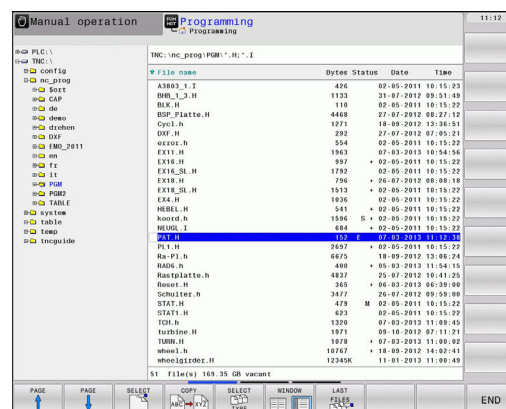 Manual operation
PGM
MGT
Programming
Programming
11:12
PLC:\
TNC:\
config
nc_prog
$ort
CAP
de
demo
drehen
DXF
EMO_2011
en
fr
it
PGM
PGM2
TABLE
system
table
temp
tncguide
TNC:\nc_prog\PGM\*.H;*.I
File name Bytes Status Date Time
A3803_1.I 426 02-05-2011 10:15:23
BHB_1_3.H 1133 31-07-2012 09:51:49
BLK.H 110 02-05-2011 10:15:22
BSP_Platte.H 4468 27-07-2012 08:27:12
Cycl.h 1271 18-09-2012 13:36:51
DXF.H 292 27-07-2012 07:05:21
error.h 554 02-05-2011 10:15:22
EX11.H 1963 07-03-2013 10:54:56
EX16.H 997 + 02-05-2011 10:15:22
EX16_SL.H 1792 02-05-2011 10:15:22
EX18.H 796 + 26-07-2012 08:08:18
EX18_SL.H 1513 + 02-05-2011 10:15:22
EX4.H 1036 02-05-2011 10:15:22
HEBEL.H 541 + 02-05-2011 10:15:22
koord.h 1596 S + 02-05-2011 10:15:22
NEUGL.I 684 + 02-05-2011 10:15:22
PAT.H 152 E 07-03-2013 11:12:38
PL1.H 2697 + 02-05-2011 10:15:22
Ra-Pl.h 6675 18-09-2012 13:06:24
RAD6.h 400 + 05-03-2013 11:54:15
Rastplatte.h 4837 25-07-2012 10:41:25
Reset.H 365 + 06-03-2013 06:39:00
Schulter.h 3477 26-07-2012 09:59:00
STAT.H 479 M 02-05-2011 10:15:22
STAT1.H 623 02-05-2011 10:15:22
TCH.h 1320 07-03-2013 11:09:45
turbine.H 1971 09-10-2012 07:11:21
TURN.H 1078 + 07-03-2013 11:00:02
wheel.h 10767 + 18-09-2012 14:02:41
wheelgirder.H 12345K 11-01-2013 11:00:49
51 file(s) 169.35 GB vacant
PAGE
PAGE
SELECT
COPY
ABC
XYZ
SELECT
TYPE
WINDOW
LAST
FILES
END